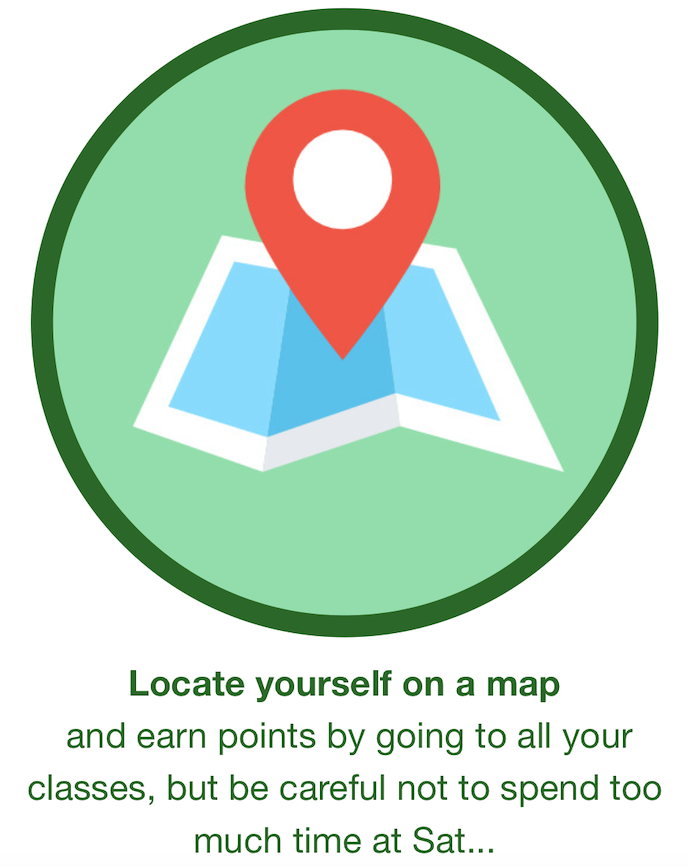 Locate yourself on a map
and earn points by going to all your
classes, but be careful not to spend too
much time at Sat...